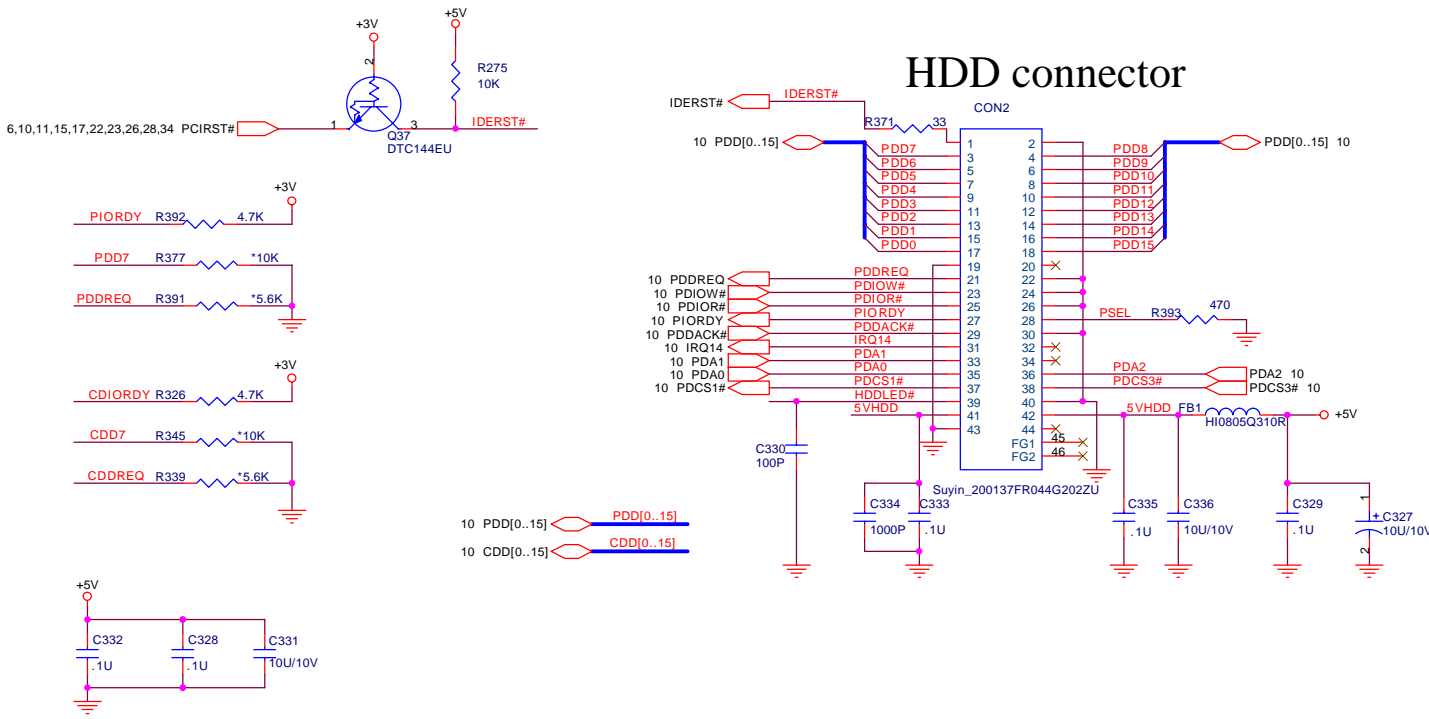 HDD connector
+3V
+5V
2
R275
10K
6,10,11,15,17,22,23,26,28,34 PCIRST#
1
3
IDERST#
Q37
DTC144EU
+3V
PIORDY R392 4.7K
PDD7 R377 *10K
PDDREQ R391 *5.6K
+3V
CDIORDY R326 4.7K
CDD7 R345 *10K
CDDREQ R339 *5.6K
+5V
C332
.1U
C328
.1U
C331
10U/10V
10 PDD[0..15] PDD[0..15]
10 CDD[0..15] CDD[0..15]
CON2
IDERST# IDERST#
R371 33
10 PDD[0..15]
PDD[0..15] 10
1 2
PDD7 3 4 PDD8
PDD6 5 6 PDD9
PDD5 7 8 PDD10
PDD4 9 10 PDD11
PDD3 11 12 PDD12
PDD2 13 14 PDD13
PDD1 15 16 PDD14
PDD0 17 18 PDD15
19 20
10 PDDREQ PDDREQ 21 22
10 PDIOW# PDIOW# 23 24
10 PDIOR# PDIOR# 25 26
10 PIORDY PIORDY 27 28 PSEL R393 470
10 PDDACK# PDDACK# 29 30
10 IRQ14 IRQ14 31 32
10 PDA1 PDA1 33 34
10 PDA0 PDA0 35 36 PDA2 PDA2 10
10 PDCS1# PDCS1# 37 38 PDCS3# PDCS3# 10
HDDLED# 39 40
5VHDD 41 42 5VHDD FB1 +5V
HI0805Q310R
43 44
FG1 45
FG2 46
Suyin_200137FR044G202ZU
C330
100P
C334
1000P
C333
.1U
C335
.1U
C336
10U/10V
C329
.1U
1
+
C327
10U/10V
2